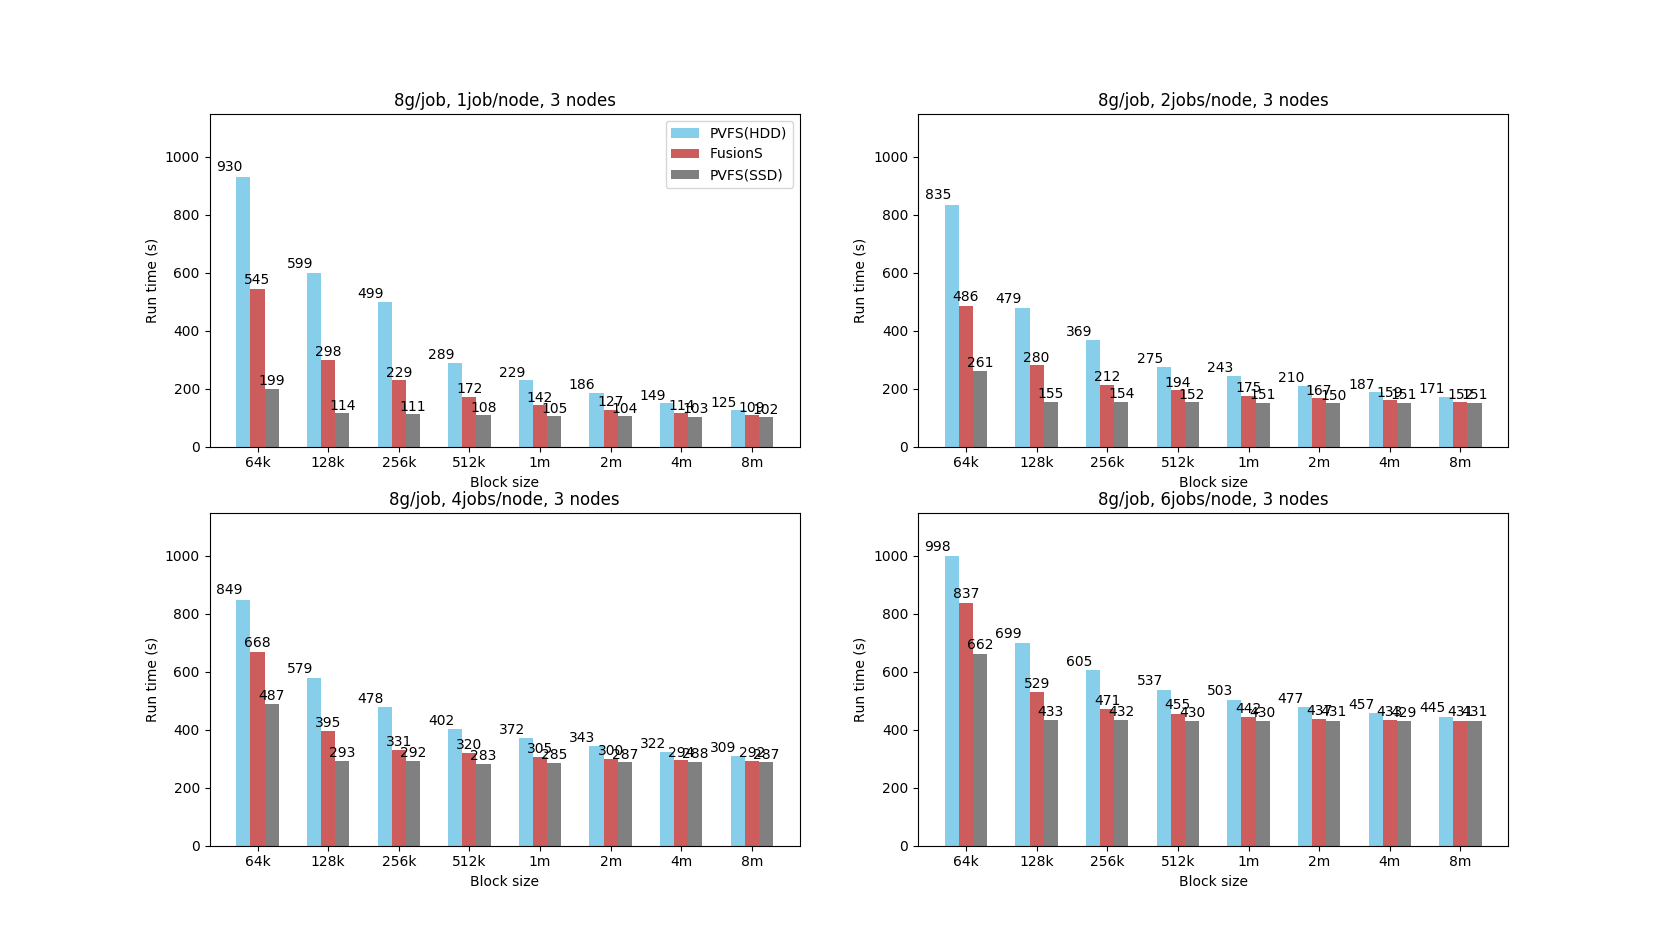 8g/job, 1job/node, 3 nodes
PVFS(HDD)
FusionS
PVFS(SSD)
Run time (s)
1000
800
600
400
200
0
930 599 499 289 229 186 149 125
545 298 229 172 142 127 114 109
199 114 111 108 105 104 103 102
64k 128k 256k 512k 1m 2m 4m 8m
Block size
8g/job, 2jobs/node, 3 nodes
Run time (s)
1000
800
600
400
200
0
835 479 369 275 243 210 187 171
486 280 212 194 175 167 159 152
261 155 154 152 151 150 151 151
64k 128k 256k 512k 1m 2m 4m 8m
Block size
8g/job, 4jobs/node, 3 nodes
Run time (s)
1000
800
600
400
200
0
849 579 478 402 372 343 322 309
668 395 331 320 305 300 294 292
487 293 292 283 285 287 288 287
64k 128k 256k 512k 1m 2m 4m 8m
Block size
8g/job, 6jobs/node, 3 nodes
Run time (s)
1000
800
600
400
200
0
998 699 605 537 503 477 457 445
837 529 471 455 442 437 433 431
662 433 432 430 430 431 429 431
64k 128k 256k 512k 1m 2m 4m 8m
Block size